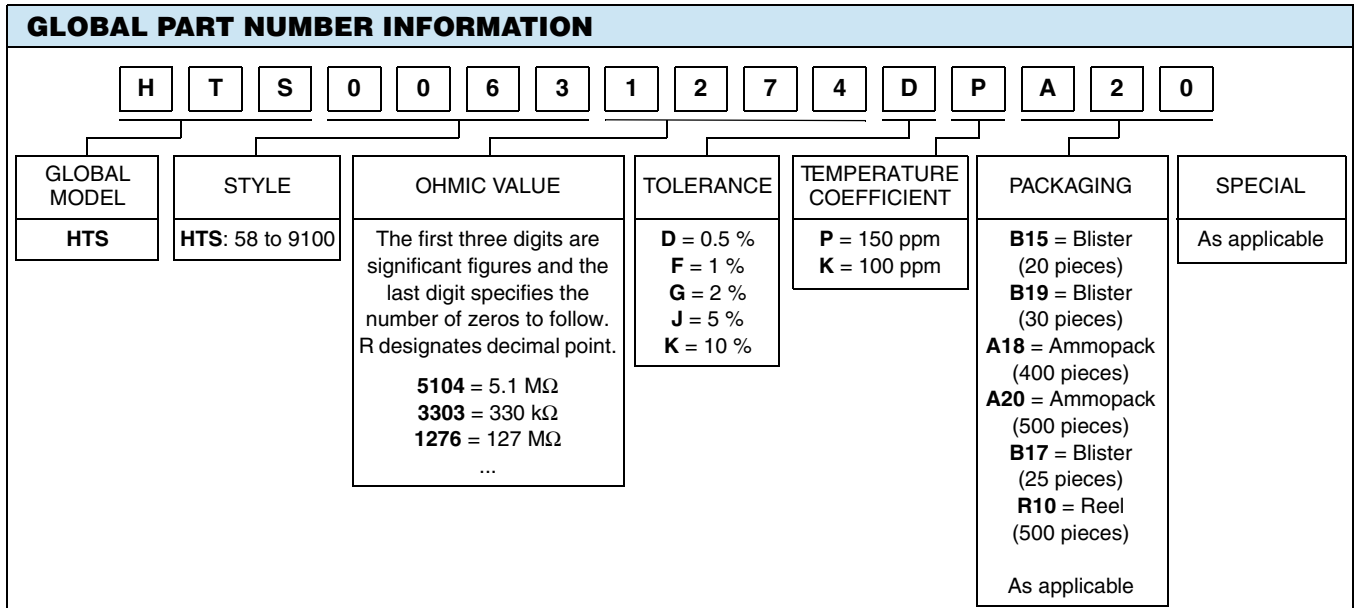 GLOBAL PART NUMBER INFORMATION
H T S 0 0 6 3 1 2 7 4 D P A 2 0
GLOBAL
MODEL
HTS
STYLE
HTS: 58 to 9100
OHMIC VALUE
The first three digits are
significant figures and the
last digit specifies the
number of zeros to follow.
R designates decimal point.
5104 = 5.1 MΩ
3303 = 330 kΩ
1276 = 127 MΩ
...
TOLERANCE
D = 0.5 %
F = 1 %
G = 2 %
J = 5 %
K = 10 %
TEMPERATURE
COEFFICIENT
P = 150 ppm
K = 100 ppm
PACKAGING
B15 = Blister
(20 pieces)
B19 = Blister
(30 pieces)
A18 = Ammopack
(400 pieces)
A20 = Ammopack
(500 pieces)
B17 = Blister
(25 pieces)
R10 = Reel
(500 pieces)
As applicable
SPECIAL
As applicable